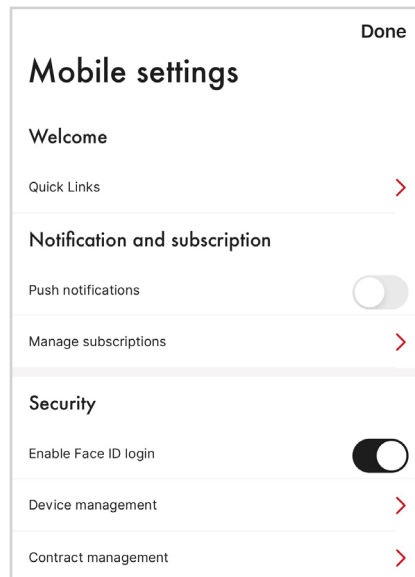 Done
Mobile settings
Welcome
Quick Links
Notification and subscription
Push notifications
Manage subscriptions
Security
Enable Face ID login
Device management
Contract management